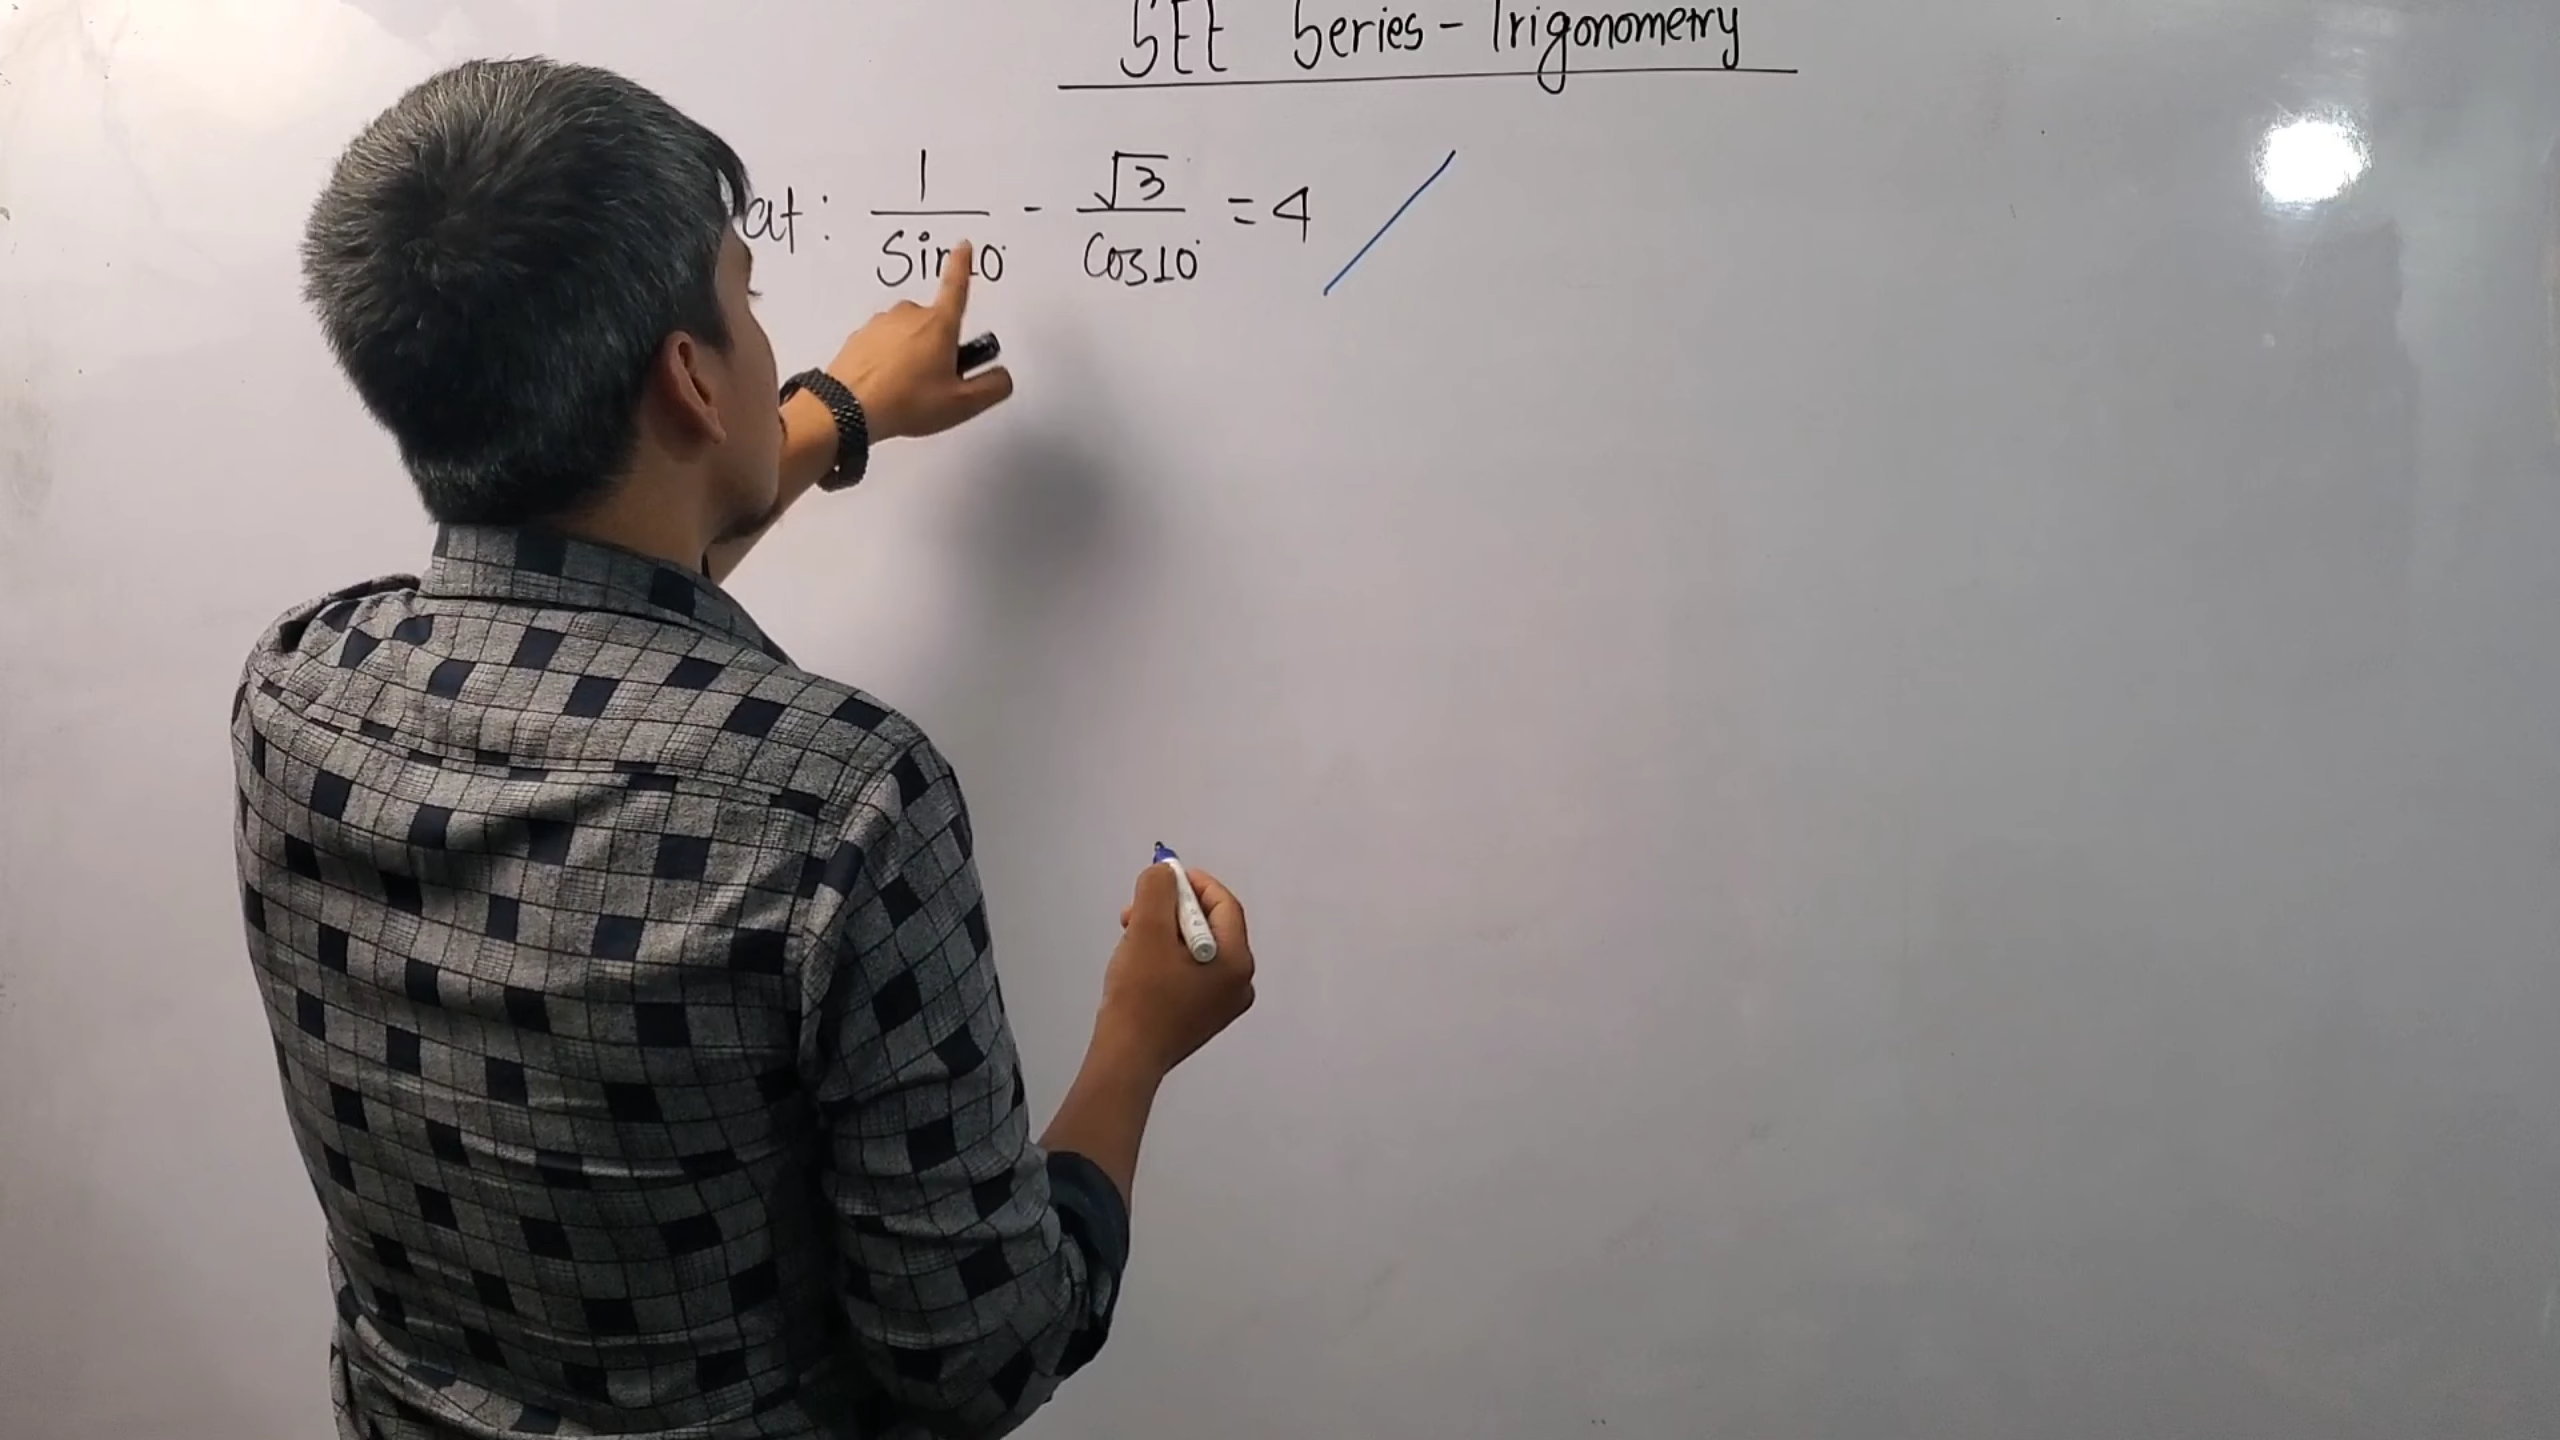 SEE Series - Trigonometry
at: 1/Sin10° - √3/Cos10° = 4